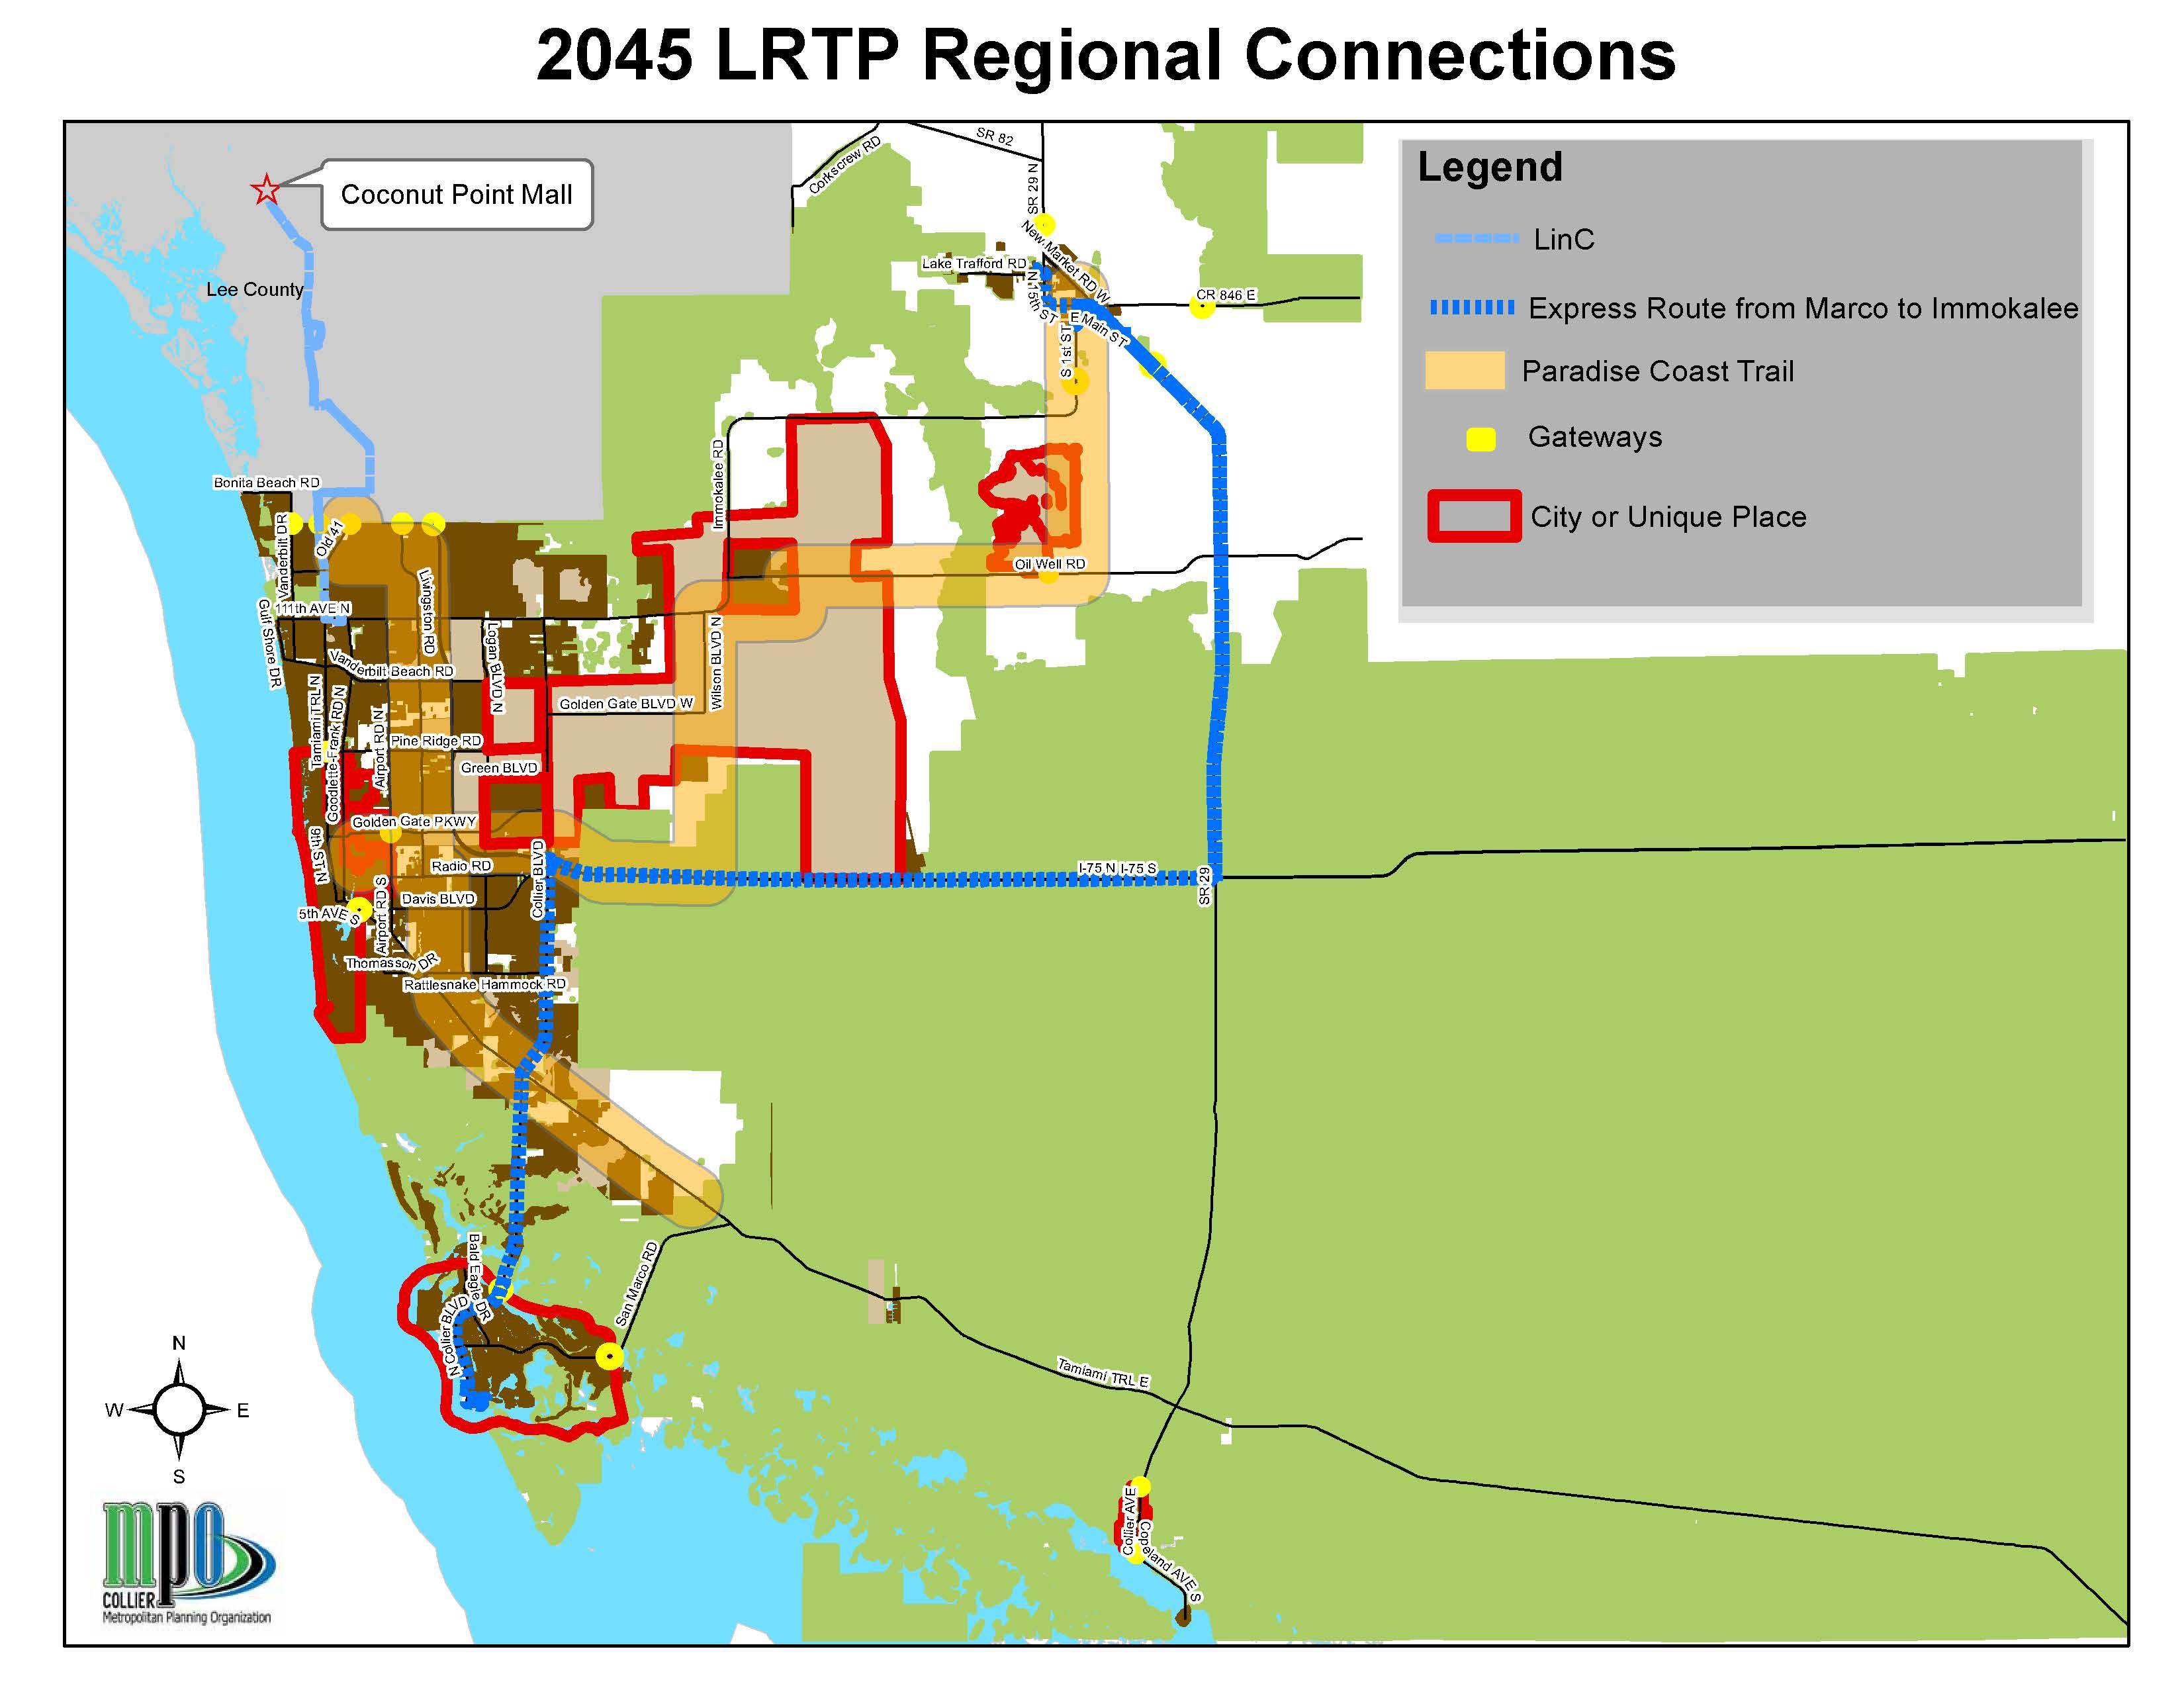 2045 LRTP Regional Connections
Coconut Point Mall
Lee County
Legend
LinC
Express Route from Marco to Immokalee
Paradise Coast Trail
Gateways
City or Unique Place
Corkscrew RD
SR 82
SR 29 N
New Market RD W
Lake Trafford RD
N 15th ST
E Main ST
S 1st ST
CR 846 E
Bonita Beach RD
Vanderbilt DR
Old 41
Livingston RD
Immokalee RD
Oil Well RD
111th AVE N
Gulf Shore DR
Logan BLVD N
Wilson BLVD N
Vanderbilt Beach RD
Golden Gate BLVD W
Tamiami TRL N
Goodlette-Frank RD N
Airport RD N
Pine Ridge RD
Green BLVD
Golden Gate PKWY
9th ST N
Radio RD
Collier BLVD
I-75 N
I-75 S
SR 29
Davis BLVD
5th AVE S
Airport RD S
Thomasson DR
Rattlesnake Hammock RD
Bald Eagle DR
N Collier BLVD
San Marco RD
Tamiami TRL E
Collier AVE
Copeland AVE S
N
W
E
S
mpo
COLLIER
Metropolitan Planning Organization